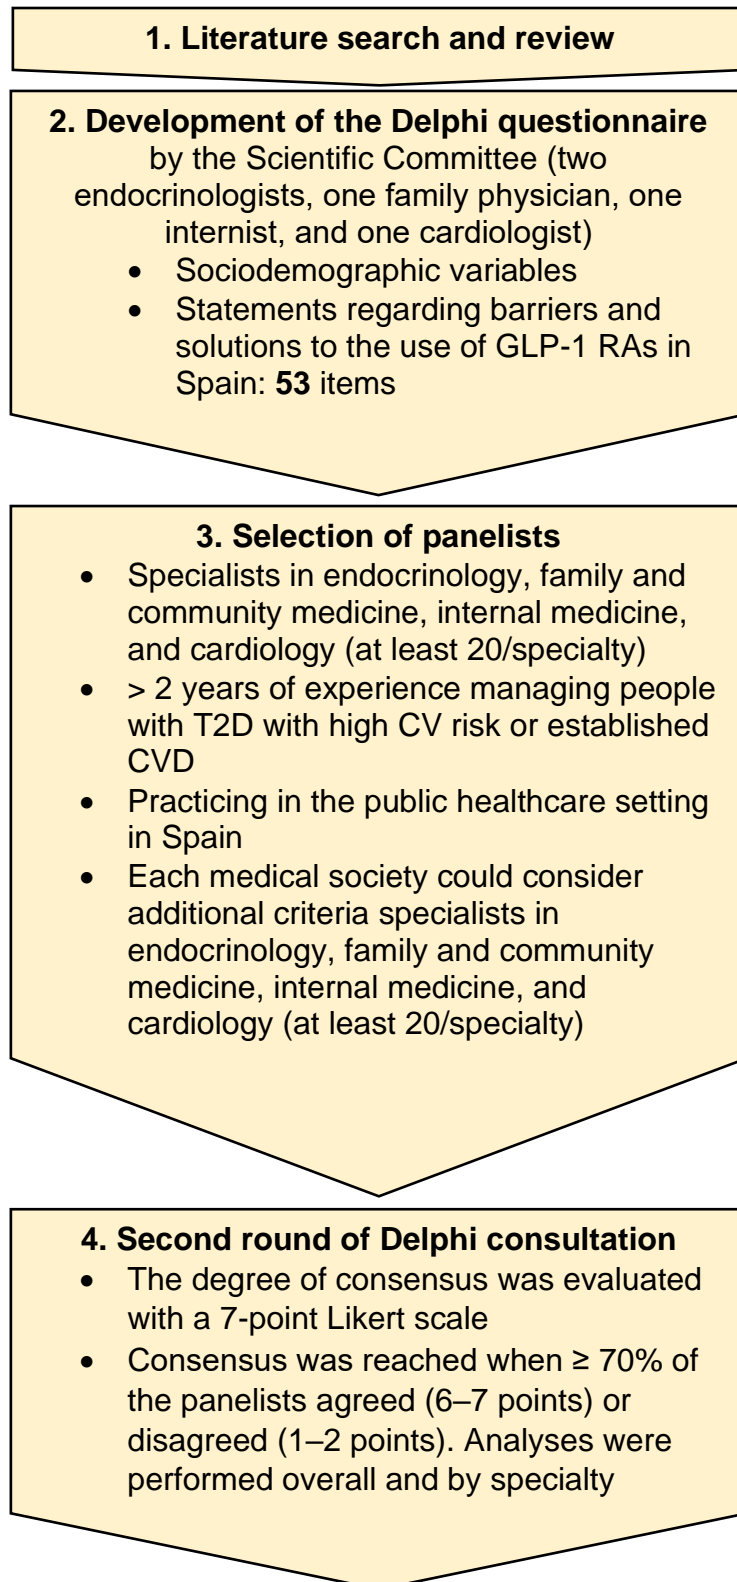 1. Literature search and review
2. Development of the Delphi questionnaire
by the Scientific Committee (two
endocrinologists, one family physician, one
internist, and one cardiologist)
• Sociodemographic variables
• Statements regarding barriers and
solutions to the use of GLP-1 RAs in
Spain: 53 items
3. Selection of panelists
• Specialists in endocrinology, family and
community medicine, internal medicine,
and cardiology (at least 20/specialty)
• > 2 years of experience managing people
with T2D with high CV risk or established
CVD
• Practicing in the public healthcare setting
in Spain
• Each medical society could consider
additional criteria specialists in
endocrinology, family and community
medicine, internal medicine, and
cardiology (at least 20/specialty)
4. Second round of Delphi consultation
• The degree of consensus was evaluated
with a 7-point Likert scale
• Consensus was reached when ≥ 70% of
the panelists agreed (6–7 points) or
disagreed (1–2 points). Analyses were
performed overall and by specialty